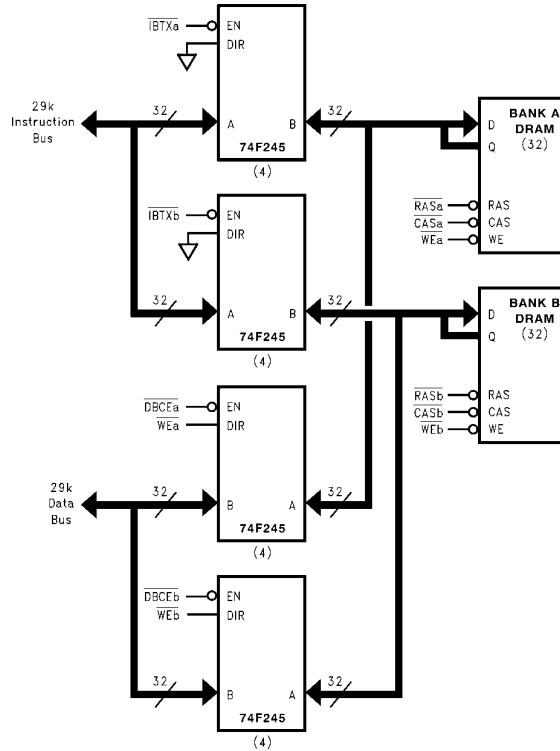 IBTXa
EN
DIR
29k
Instruction
Bus
32
A
B
32
74F245
(4)
BANK A
DRAM
(32)
D
Q
RASa
RAS
CASa
CAS
WEa
WE
IBTXb
EN
DIR
32
A
B
32
74F245
(4)
BANK B
DRAM
(32)
D
Q
RASb
RAS
CASb
CAS
WEb
WE
DBCEa
EN
WEa
DIR
29k
Data
Bus
32
B
A
32
74F245
(4)
DBCEb
EN
WEb
DIR
32
B
A
32
74F245
(4)